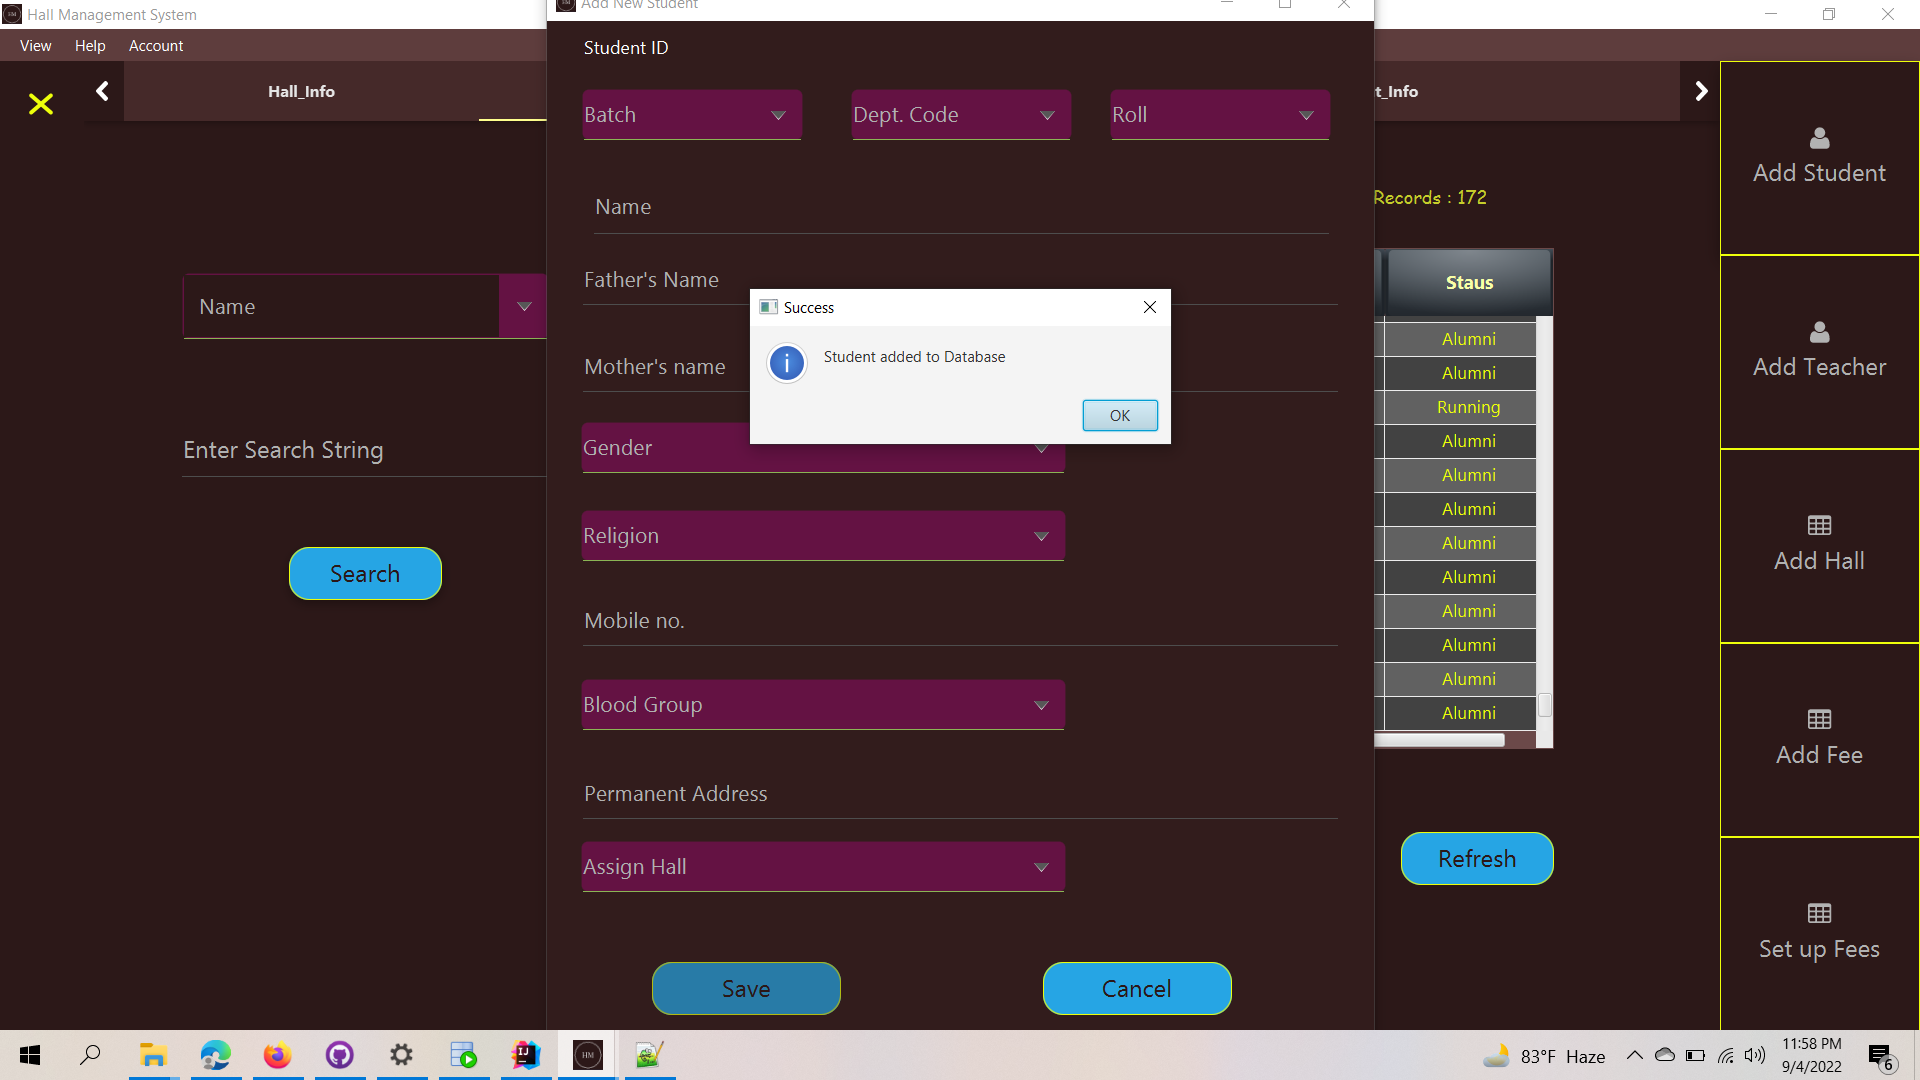 Hall Management System
Add New Student
View Help Account
Student ID
Hall_Info
t_Info
Batch
Dept. Code
Roll
Add Student
Records : 172
Name
Name
Father's Name
Mother's name
Success
Student added to Database
OK
Gender
Religion
Mobile no.
Blood Group
Permanent Address
Assign Hall
Save
Cancel
Enter Search String
Search
Staus
Alumni
Alumni
Running
Alumni
Alumni
Alumni
Alumni
Alumni
Alumni
Alumni
Alumni
Alumni
Refresh
Add Teacher
Add Hall
Add Fee
Set up Fees
HM
83°F Haze
11:58 PM
9/4/2022
6